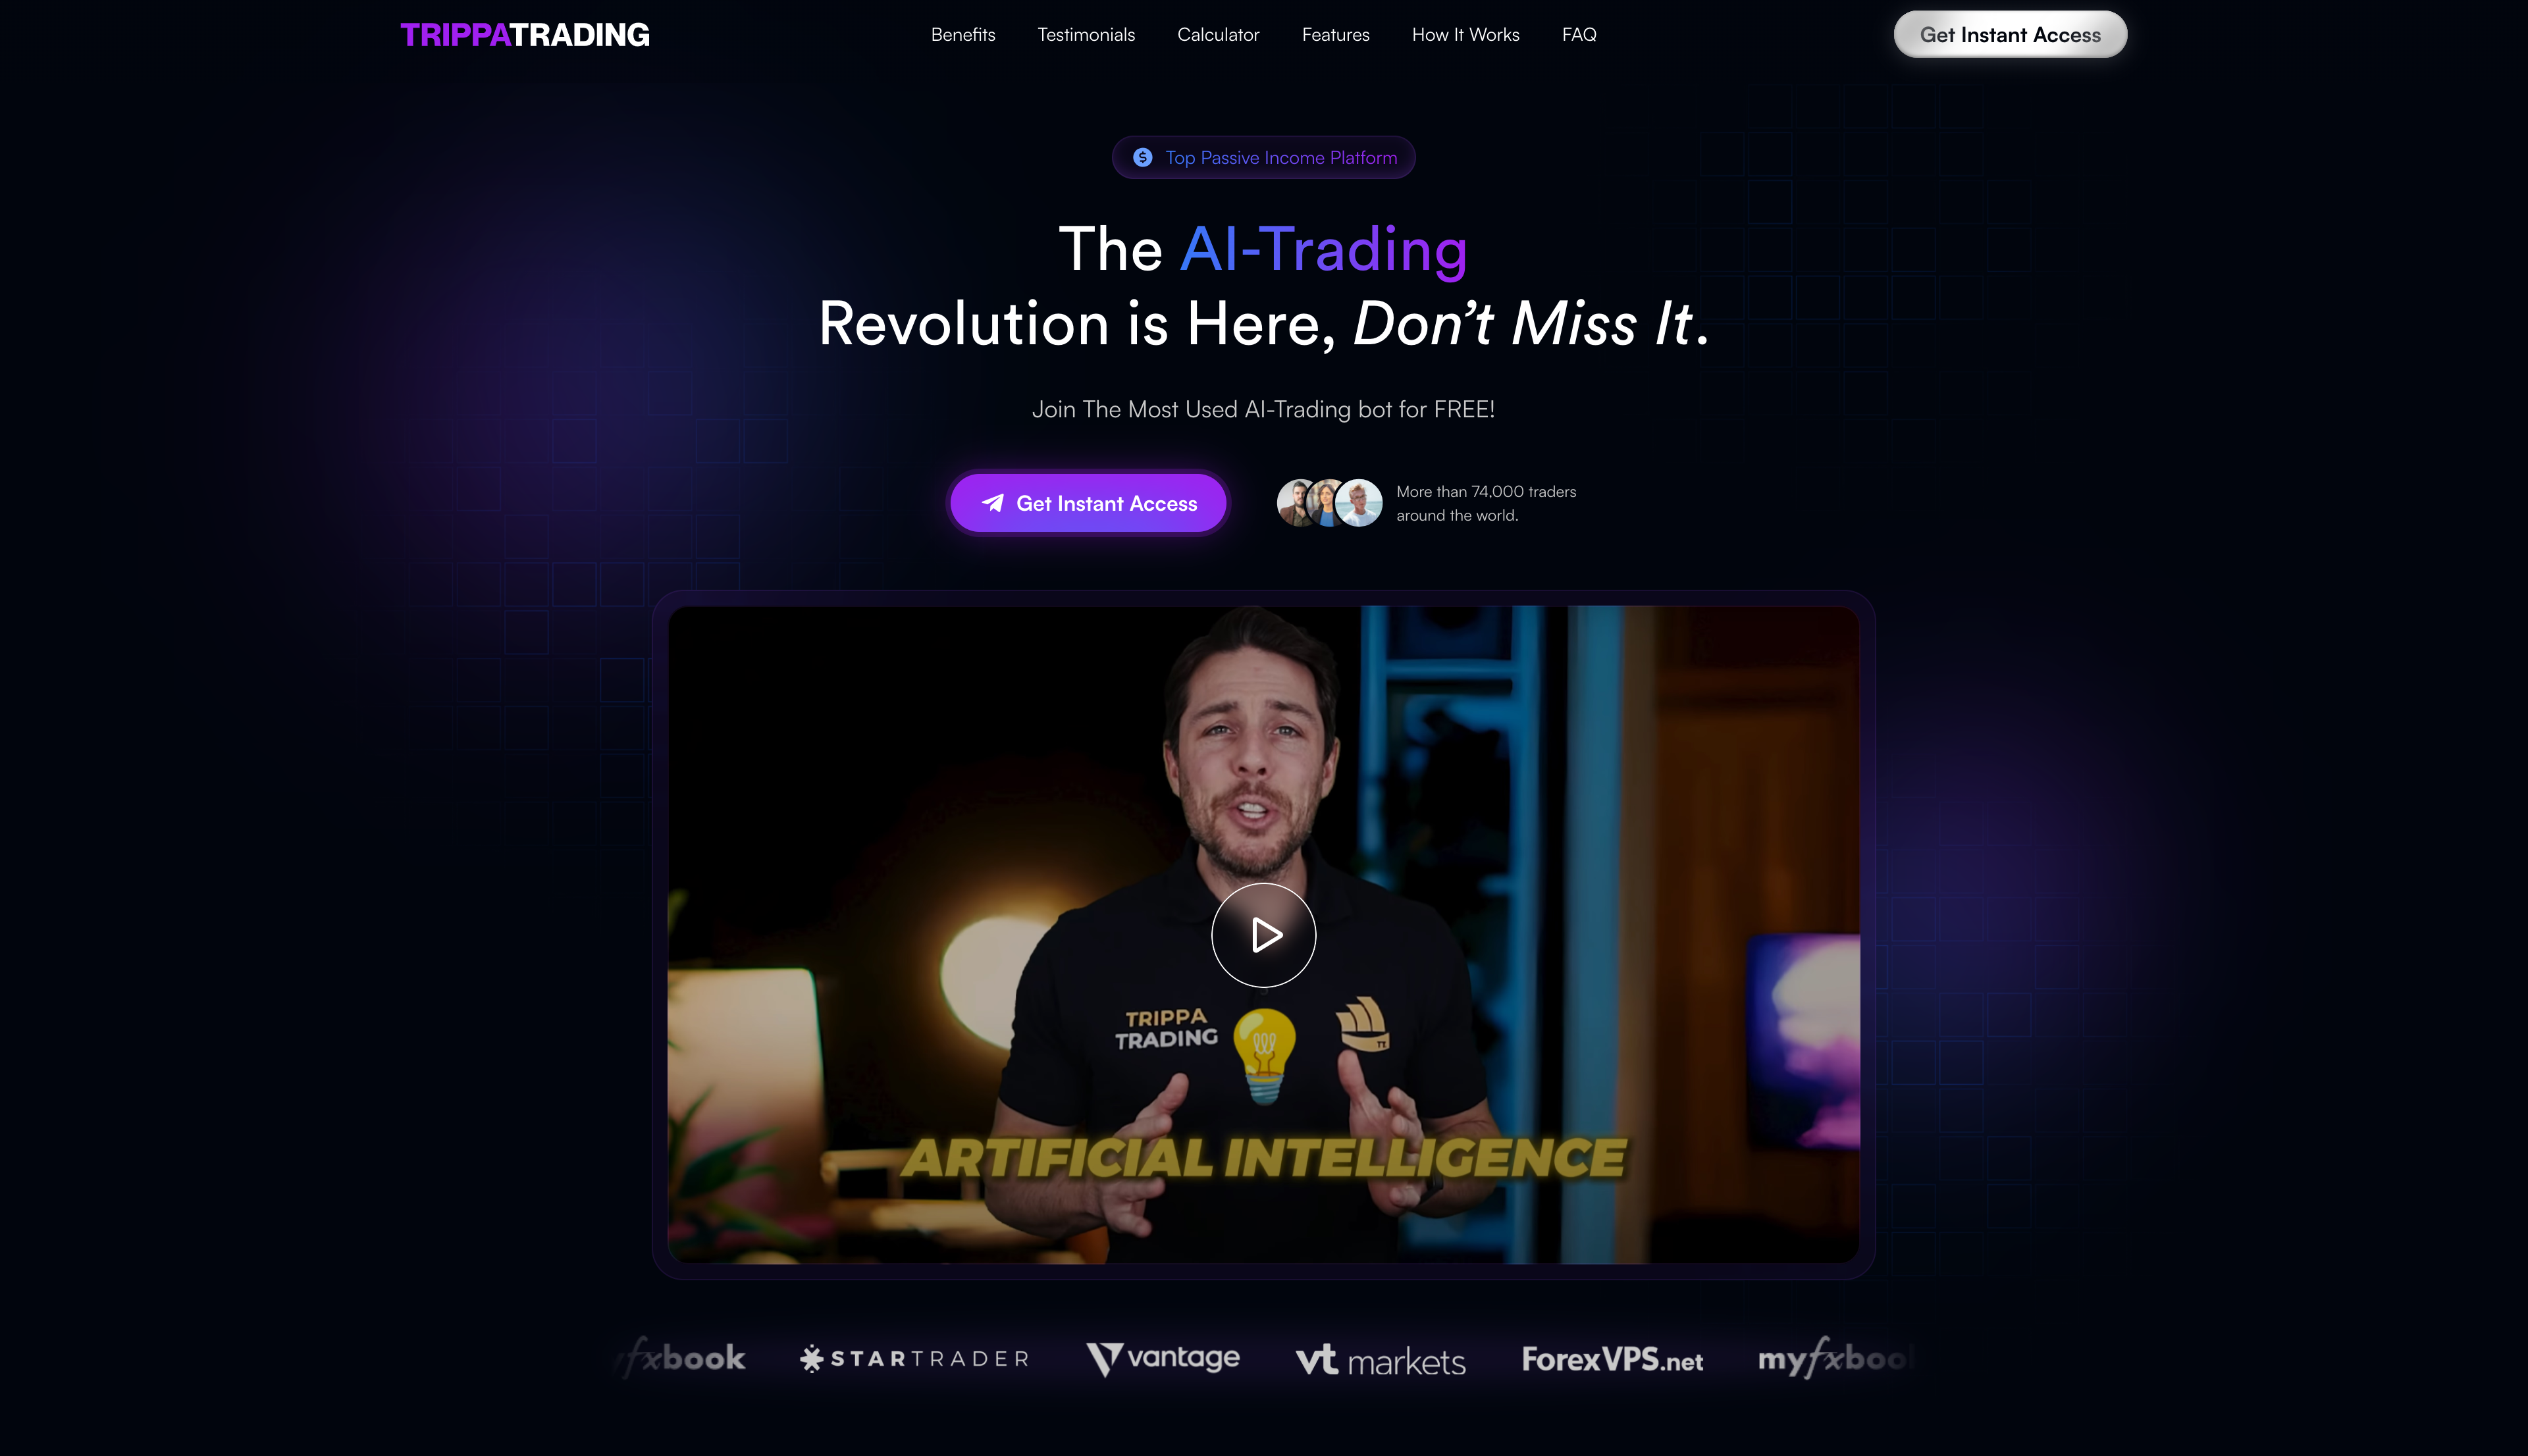 TRIPPATRADING
Benefits
Testimonials
Calculator
Features
How It Works
FAQ
Get Instant Access
Top Passive Income Platform
The AI-Trading
Revolution is Here, Don’t Miss It.
Join The Most Used AI-Trading bot for FREE!
Get Instant Access
More than 74,000 traders
around the world.
TRIPPA
TRADING
TT
ARTIFICIAL INTELLIGENCE
fxbook
STARTRADER
vantage
vt markets
ForexVPS.net
myfxbook